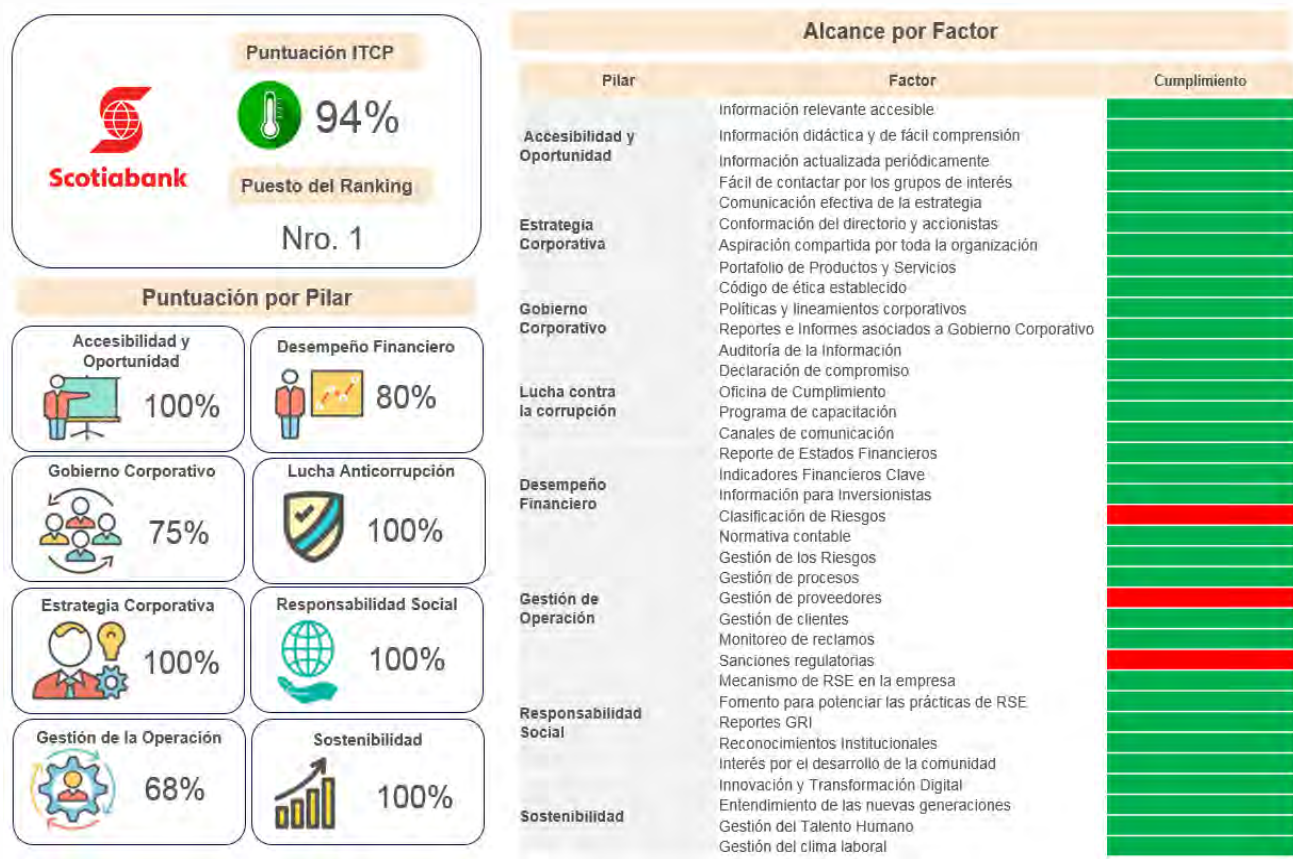 Puntuación ITCP
94%
Scotiabank
Puesto del Ranking
Nro. 1
Puntuación por Pilar
Accesibilidad y
Oportunidad
100%
Desempeño Financiero
80%
Gobierno Corporativo
75%
Lucha Anticorrupción
100%
Estrategia Corporativa
100%
Responsabilidad Social
100%
Gestión de la Operación
68%
Sostenibilidad
100%
Alcance por Factor
Pilar Factor Cumplimiento
Accesibilidad y
Oportunidad
Información relevante accesible
Información didáctica y de fácil comprensión
Información actualizada periódicamente
Fácil de contactar por los grupos de interés
Estrategia
Corporativa
Comunicación efectiva de la estrategia
Conformación del directorio y accionistas
Aspiración compartida por toda la organización
Portafolio de Productos y Servicios
Gobierno
Corporativo
Código de ética establecido
Políticas y lineamientos corporativos
Reportes e Informes asociados a Gobierno Corporativo
Auditoría de la Información
Lucha contra
la corrupción
Declaración de compromiso
Oficina de Cumplimiento
Programa de capacitación
Canales de comunicación
Desempeño
Financiero
Reporte de Estados Financieros
Indicadores Financieros Clave
Información para Inversionistas
Clasificación de Riesgos
Normativa contable
Gestión de
Operación
Gestión de los Riesgos
Gestión de procesos
Gestión de proveedores
Gestión de clientes
Monitoreo de reclamos
Sanciones regulatorias
Responsabilidad
Social
Mecanismo de RSE en la empresa
Fomento para potenciar las prácticas de RSE
Reportes GRI
Reconocimientos Institucionales
Interés por el desarrollo de la comunidad
Sostenibilidad
Innovación y Transformación Digital
Entendimiento de las nuevas generaciones
Gestión del Talento Humano
Gestión del clima laboral